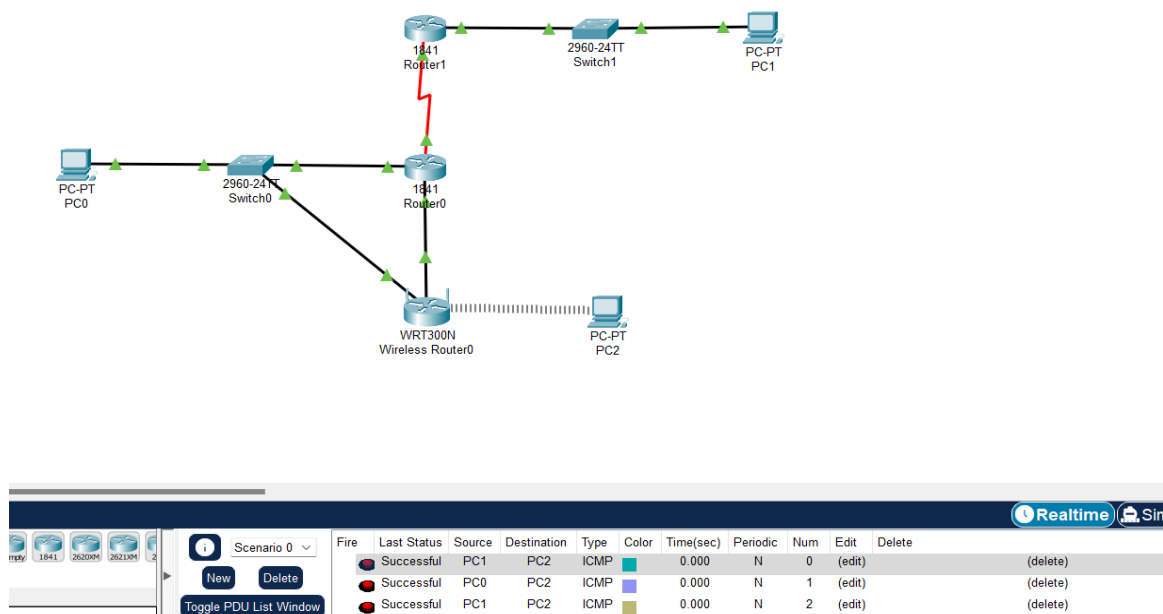 1841
Router1
2960-24TT
Switch1
PC-PT
PC1
PC-PT
PC0
2960-24TT
Switch0
1841
Router0
WRT300N
Wireless Router0
PC-PT
PC2
Realtime
1841
2620XM
2621XM
Scenario 0
New
Delete
Toggle PDU List Window
Fire Last Status Source Destination Type Color Time(sec) Periodic Num Edit Delete
Successful PC1 PC2 ICMP 0.000 N 0 (edit) (delete)
Successful PC0 PC2 ICMP 0.000 N 1 (edit) (delete)
Successful PC1 PC2 ICMP 0.000 N 2 (edit) (delete)